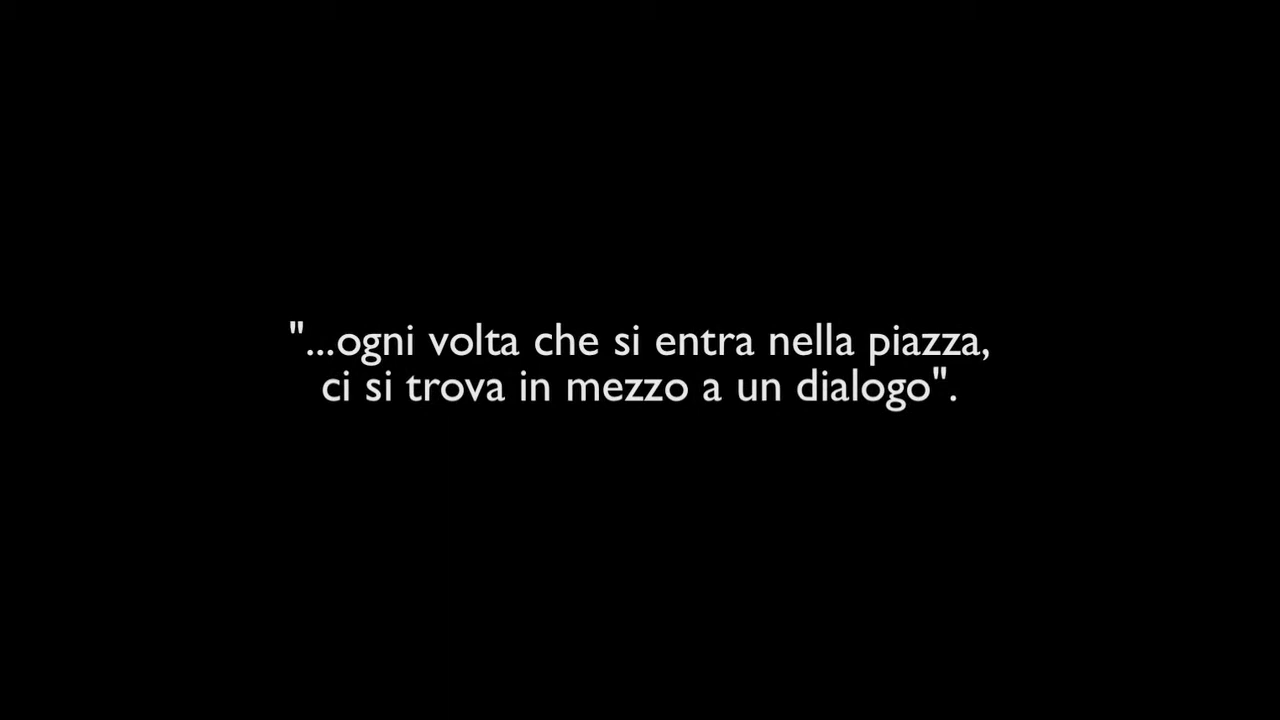 "...ogni volta che si entra nella piazza,
ci si trova in mezzo a un dialogo".